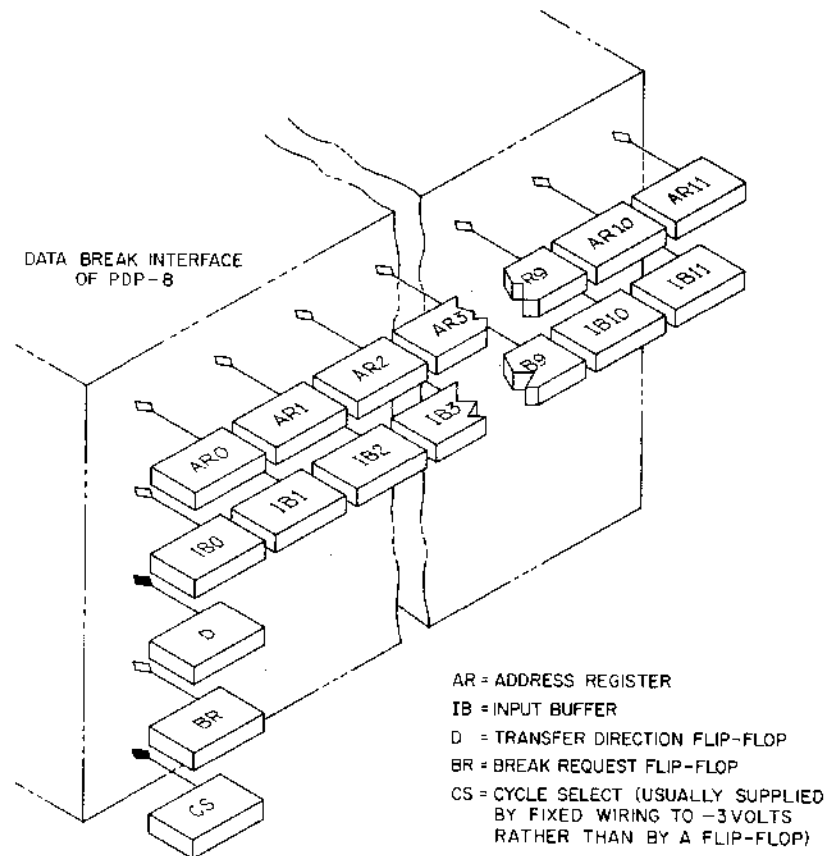 DATA BREAK INTERFACE
OF PDP-8
AR0
AR1
AR2
AR3
R9
AR10
AR11
IB0
IB1
IB2
IB3
B9
IB10
IB11
D
BR
CS
AR = ADDRESS REGISTER
IB = INPUT BUFFER
D = TRANSFER DIRECTION FLIP-FLOP
BR = BREAK REQUEST FLIP-FLOP
CS = CYCLE SELECT (USUALLY SUPPLIED
BY FIXED WIRING TO -3 VOLTS
RATHER THAN BY A FLIP-FLOP)